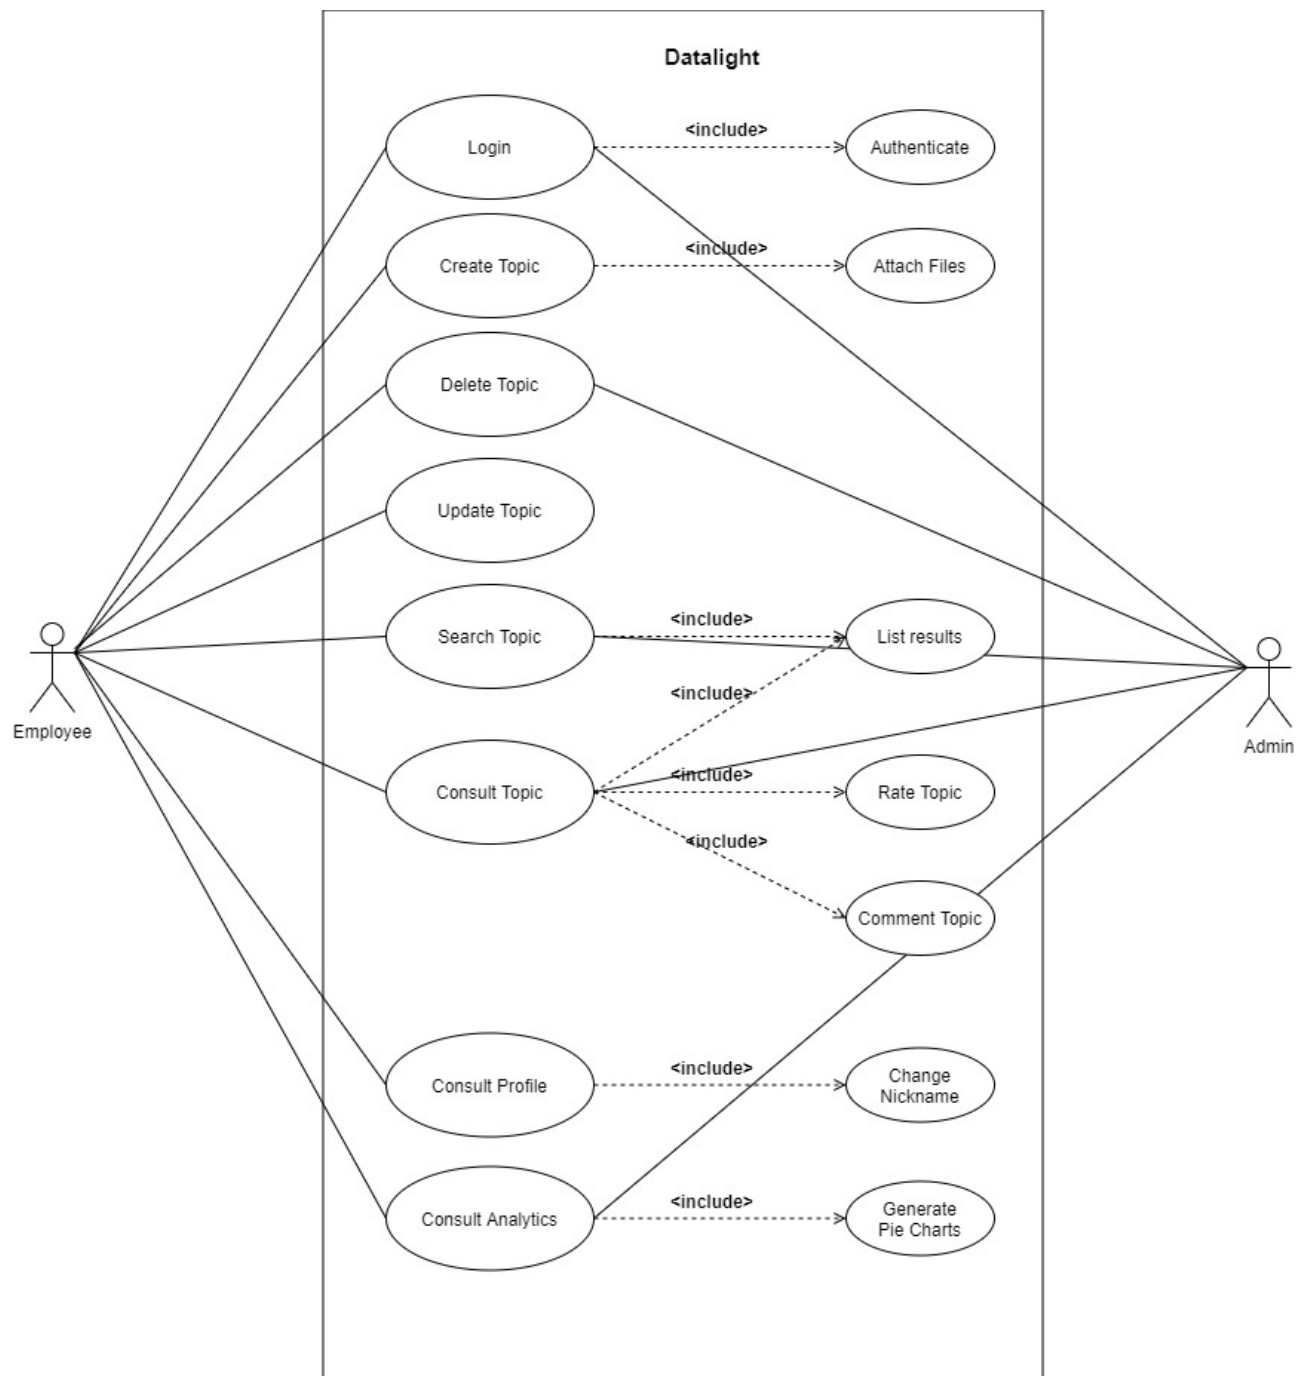 Datalight
Login
<include>
Authenticate
Create Topic
<include>
Attach Files
Delete Topic
Update Topic
Search Topic
<include>
List results
<include>
Employee
Admin
Consult Topic
<include>
Rate Topic
<include>
Comment Topic
Consult Profile
<include>
Change
Nickname
Consult Analytics
<include>
Generate
Pie Charts